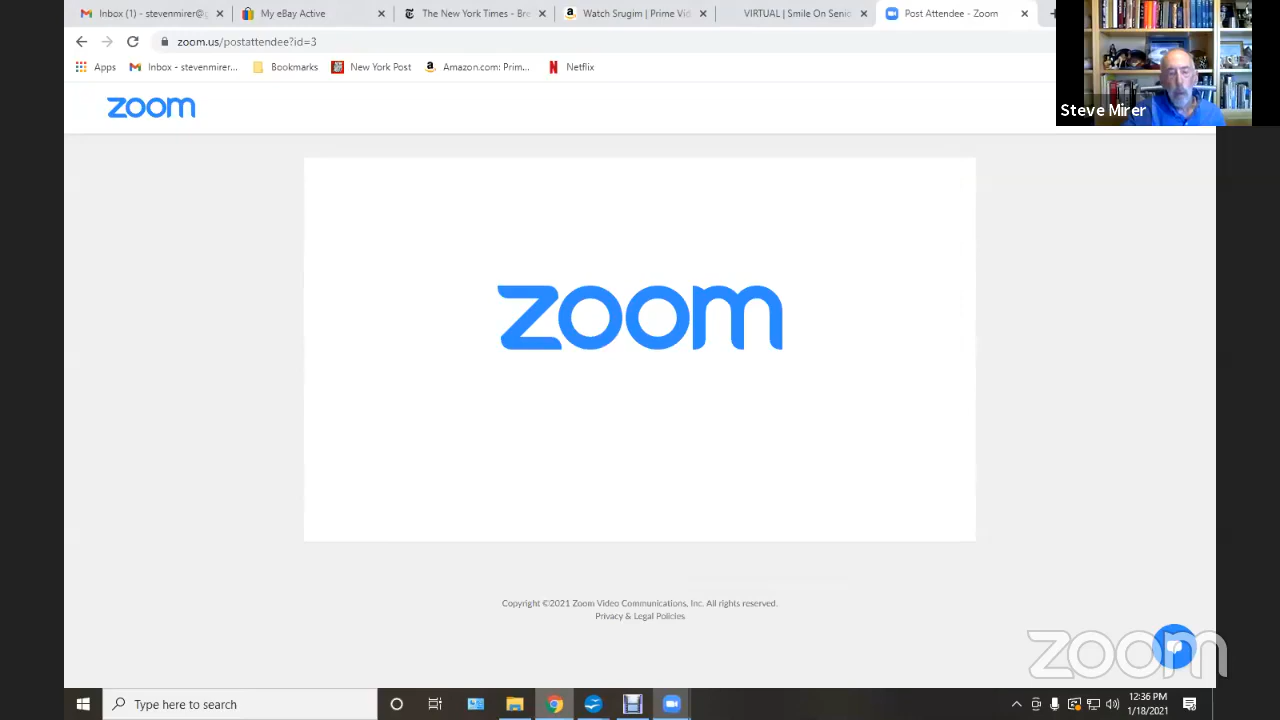 Inbox (1) - stevenmirer@g
My eBay Active
The New York Times - Bre
Watch Srugim | Prime Vid
VIRTUAL | Smile On Senio
Post Attendee - Zoom
zoom.us/postattendee?id=3
Apps
Inbox - stevenmirer...
Bookmarks
New York Post
Amazon.com: Prim...
Netflix
zoom
Steve Mirer
zoom
Copyright ©2021 Zoom Video Communications, Inc. All rights reserved.
Privacy & Legal Policies
zoom
Type here to search
12:36 PM
1/18/2021